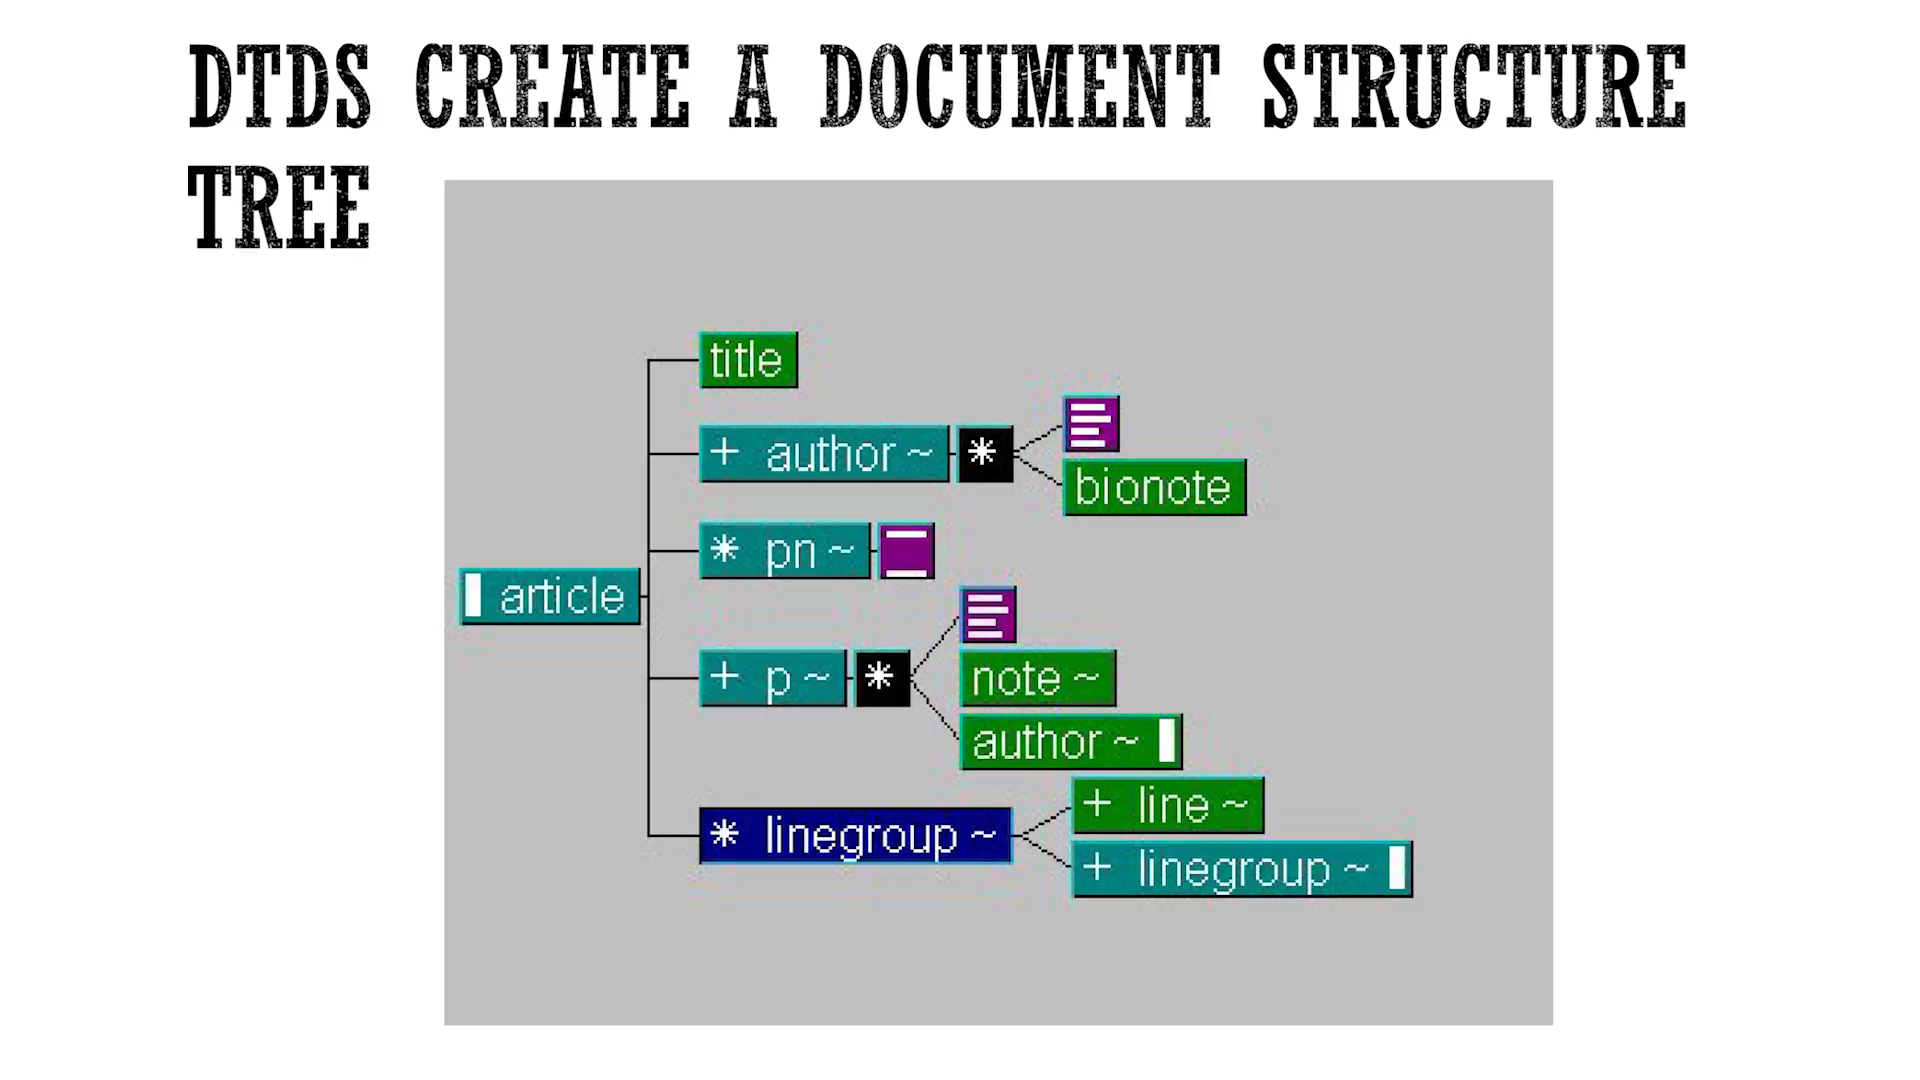 DTDS CREATE A DOCUMENT STRUCTURE
TREE
title
+ author ~ *
bionote
* pn ~
article
+ p ~ *
note ~
author ~
+ line ~
* linegroup ~
+ linegroup ~